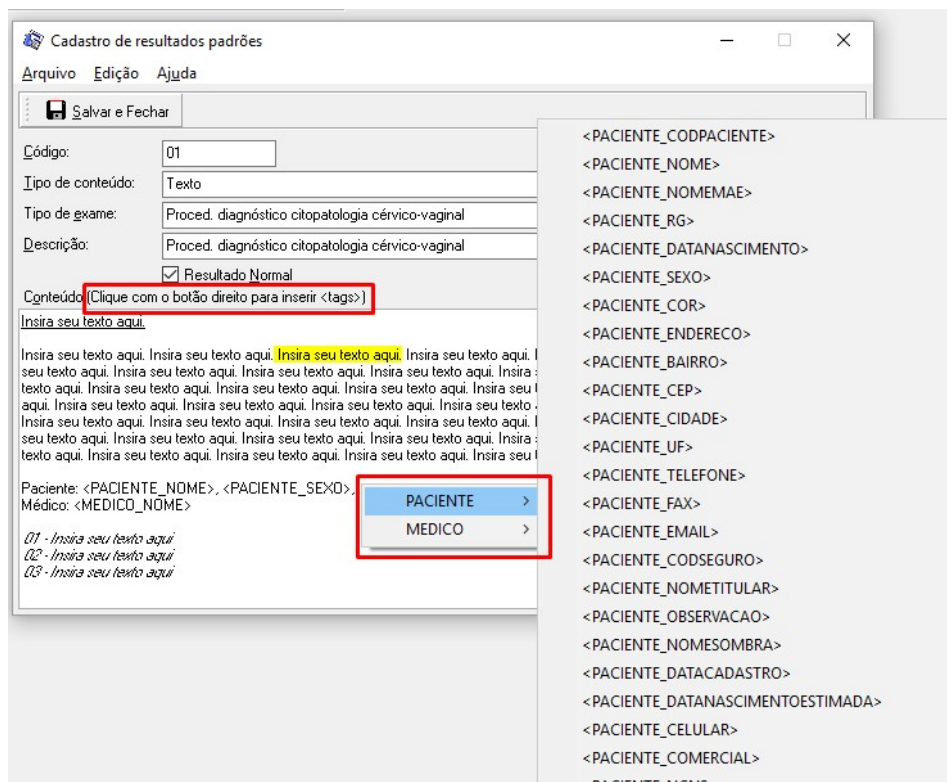 Cadastro de resultados padrões
Arquivo Edição Ajuda
Salvar e Fechar
Código: 01
Tipo de conteúdo: Texto
Tipo de exame: Proced. diagnóstico citopatologia cérvico-vaginal
Descrição: Proced. diagnóstico citopatologia cérvico-vaginal
Resultado Normal
Conteúdo (Clique com o botão direito para inserir <tags>)
Insira seu texto aqui.
Insira seu texto aqui. Insira seu texto aqui. Insira seu texto aqui. Insira seu texto aqui.
seu texto aqui. Insira seu texto aqui. Insira seu texto aqui. Insira seu texto aqui. Insira
texto aqui. Insira seu texto aqui. Insira seu texto aqui. Insira seu texto aqui. Insira seu
aqui. Insira seu texto aqui. Insira seu texto aqui. Insira seu texto aqui. Insira seu texto
Insira seu texto aqui. Insira seu texto aqui. Insira seu texto aqui. Insira seu texto aqui.
seu texto aqui. Insira seu texto aqui. Insira seu texto aqui. Insira seu texto aqui. Insira
texto aqui. Insira seu texto aqui. Insira seu texto aqui. Insira seu texto aqui. Insira seu
Paciente: <PACIENTE_NOME>, <PACIENTE_SEXO>,
Médico: <MEDICO_NOME>
01 - Insira seu texto aqui
02 - Insira seu texto aqui
03 - Insira seu texto aqui
PACIENTE >
MEDICO >
<PACIENTE_CODPACIENTE>
<PACIENTE_NOME>
<PACIENTE_NOMEMAE>
<PACIENTE_RG>
<PACIENTE_DATANASCIMENTO>
<PACIENTE_SEXO>
<PACIENTE_COR>
<PACIENTE_ENDERECO>
<PACIENTE_BAIRRO>
<PACIENTE_CEP>
<PACIENTE_CIDADE>
<PACIENTE_UF>
<PACIENTE_TELEFONE>
<PACIENTE_FAX>
<PACIENTE_EMAIL>
<PACIENTE_CODSEGURO>
<PACIENTE_NOMETITULAR>
<PACIENTE_OBSERVACAO>
<PACIENTE_NOMESOMBRA>
<PACIENTE_DATACADASTRO>
<PACIENTE_DATANASCIMENTOESTIMADA>
<PACIENTE_CELULAR>
<PACIENTE_COMERCIAL>